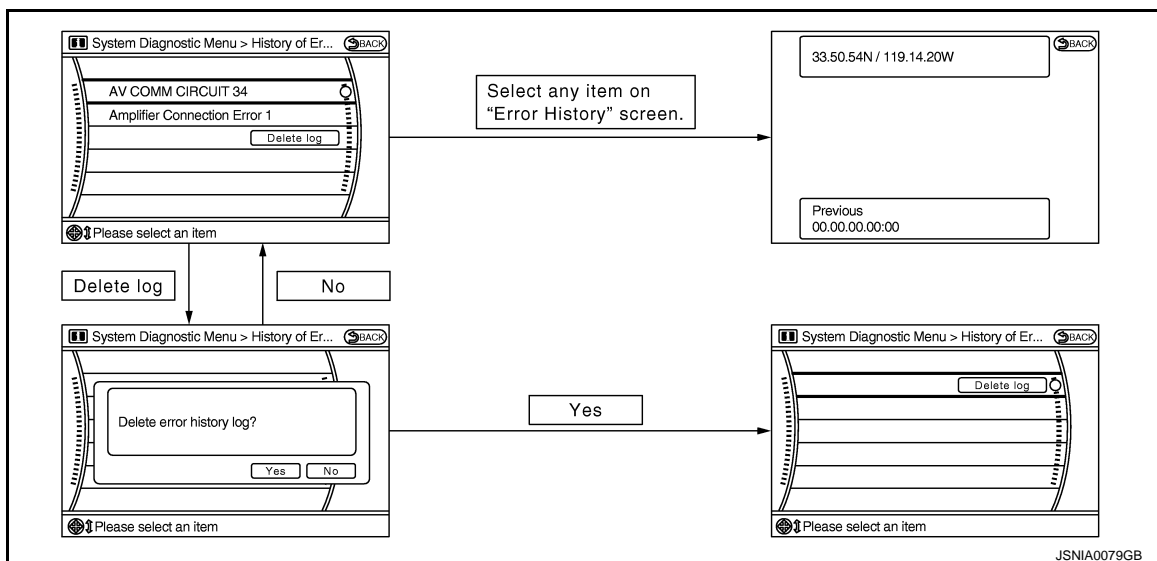 System Diagnostic Menu > History of Er...
BACK
AV COMM CIRCUIT 34
Amplifier Connection Error 1
Delete log
Please select an item
Select any item on
“Error History” screen.
BACK
33.50.54N / 119.14.20W
Previous
00.00.00.00:00
Delete log
No
System Diagnostic Menu > History of Er...
BACK
Delete error history log?
Yes
No
Please select an item
Yes
System Diagnostic Menu > History of Er...
BACK
Delete log
Please select an item
JSNIA0079GB